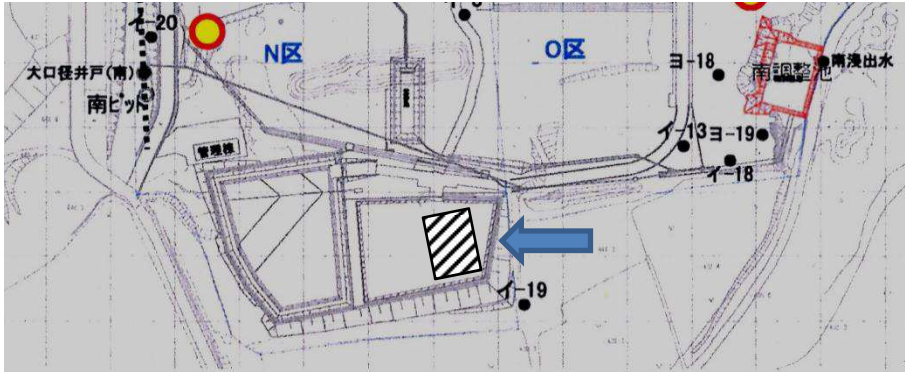 イ-20
N区
O区
ヨ-18
大口径井戸(南)
南浸出水
南調整池
南ピット
イ-13
ヨ-19
管理棟
イ-18
イ-19